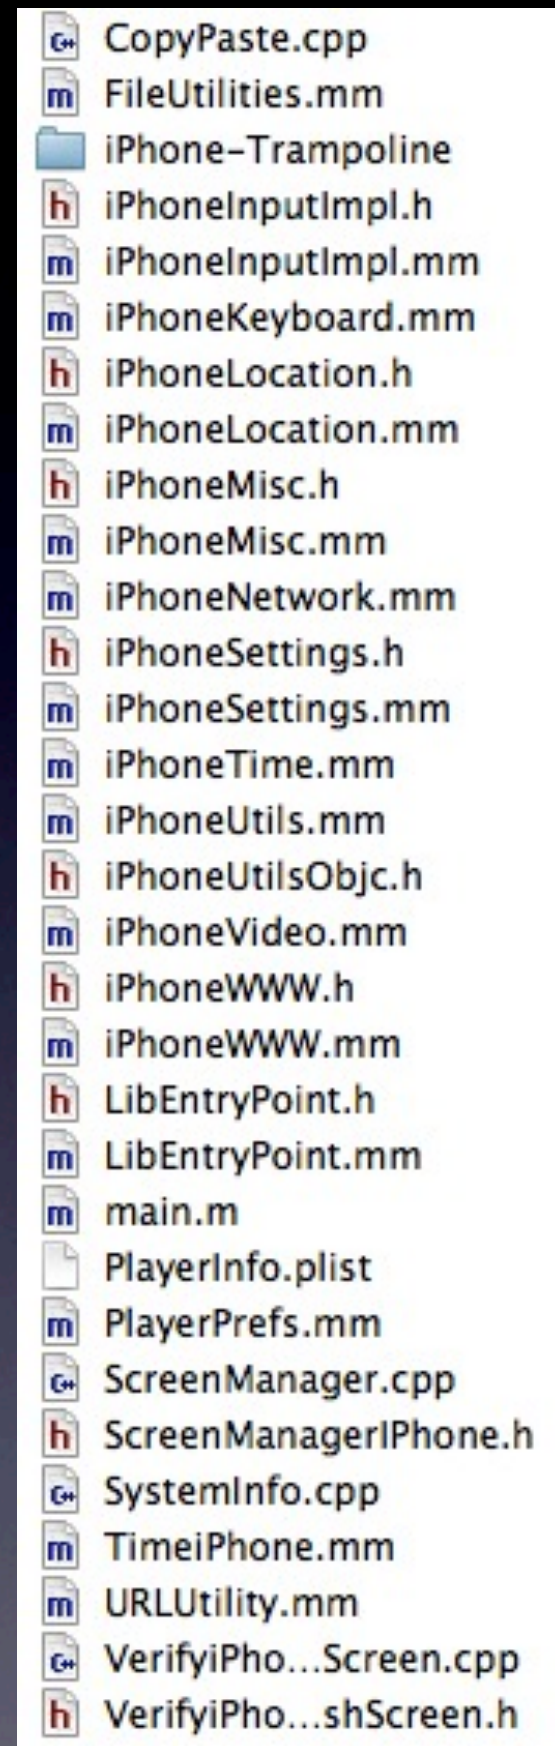 C++ CopyPaste.cpp
m FileUtilities.mm
iPhone-Trampoline
h iPhoneInputImpl.h
m iPhoneInputImpl.mm
m iPhoneKeyboard.mm
h iPhoneLocation.h
m iPhoneLocation.mm
h iPhoneMisc.h
m iPhoneMisc.mm
m iPhoneNetwork.mm
h iPhoneSettings.h
m iPhoneSettings.mm
m iPhoneTime.mm
m iPhoneUtils.mm
h iPhoneUtilsObjc.h
m iPhoneVideo.mm
h iPhoneWWW.h
m iPhoneWWW.mm
h LibEntryPoint.h
m LibEntryPoint.mm
m main.m
PlayerInfo.plist
m PlayerPrefs.mm
C++ ScreenManager.cpp
h ScreenManagerIPhone.h
C++ SystemInfo.cpp
m TimeiPhone.mm
m URLUtility.mm
C++ VerifyiPho...Screen.cpp
h VerifyiPho...shScreen.h